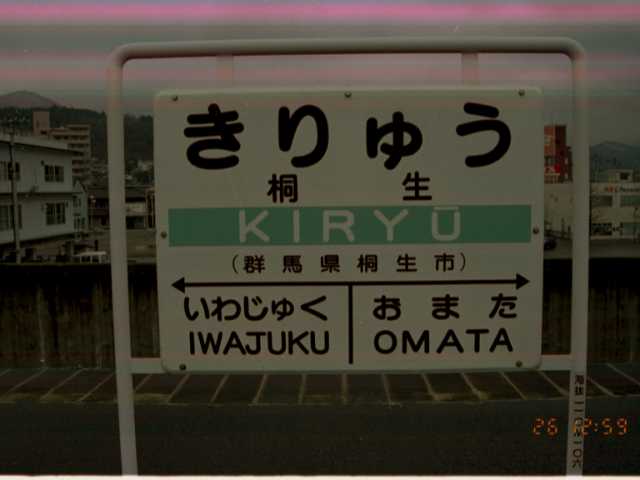 きりゅう
桐生
KIRYŪ
(群馬県桐生市)
いわじゅく おまた
IWAJUKU OMATA
26 12:59